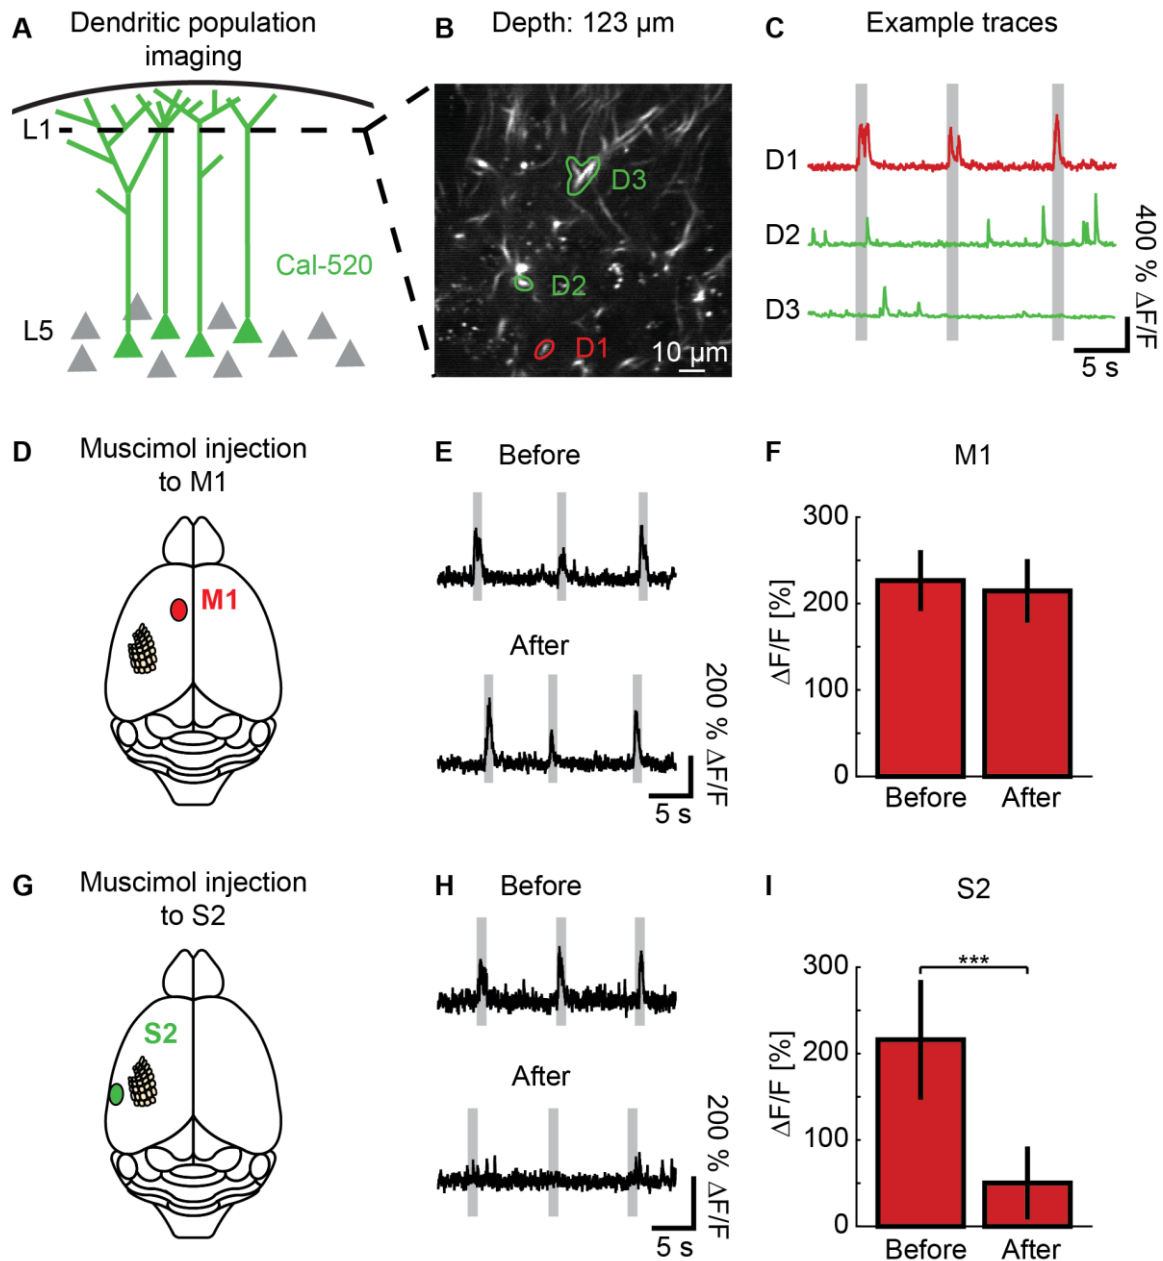 A
Dendritic population
imaging
L1
Cal-520
L5
B
Depth: 123 μm
D3
D2
D1
10 μm
C
Example traces
D1
D2
D3
400 % ΔF/F
5 s
D
Muscimol injection
to M1
M1
E
Before
After
200 % ΔF/F
5 s
F
M1
ΔF/F [%]
300
200
100
0
Before
After
G
Muscimol injection
to S2
S2
H
Before
After
200 % ΔF/F
5 s
I
S2
***
ΔF/F [%]
300
200
100
0
Before
After